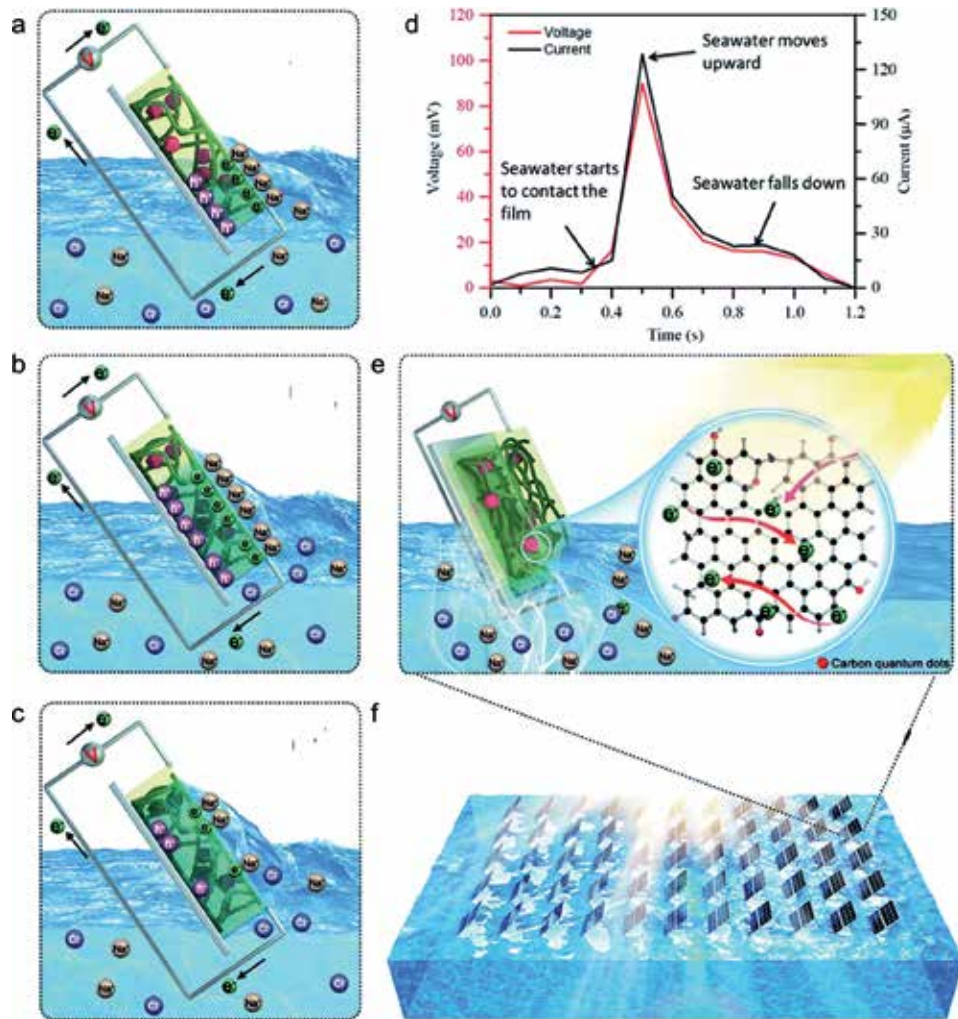 a
d
120
100
80
60
40
20
0
Voltage (mV)
Voltage
Current
Seawater moves
upward
Seawater starts
to contact the
film
Seawater falls down
150
120
90
60
30
0
Current (μA)
0.0
0.2
0.4
0.6
0.8
1.0
1.2
Time (s)
b
e
Carbon quantum dots
c
f